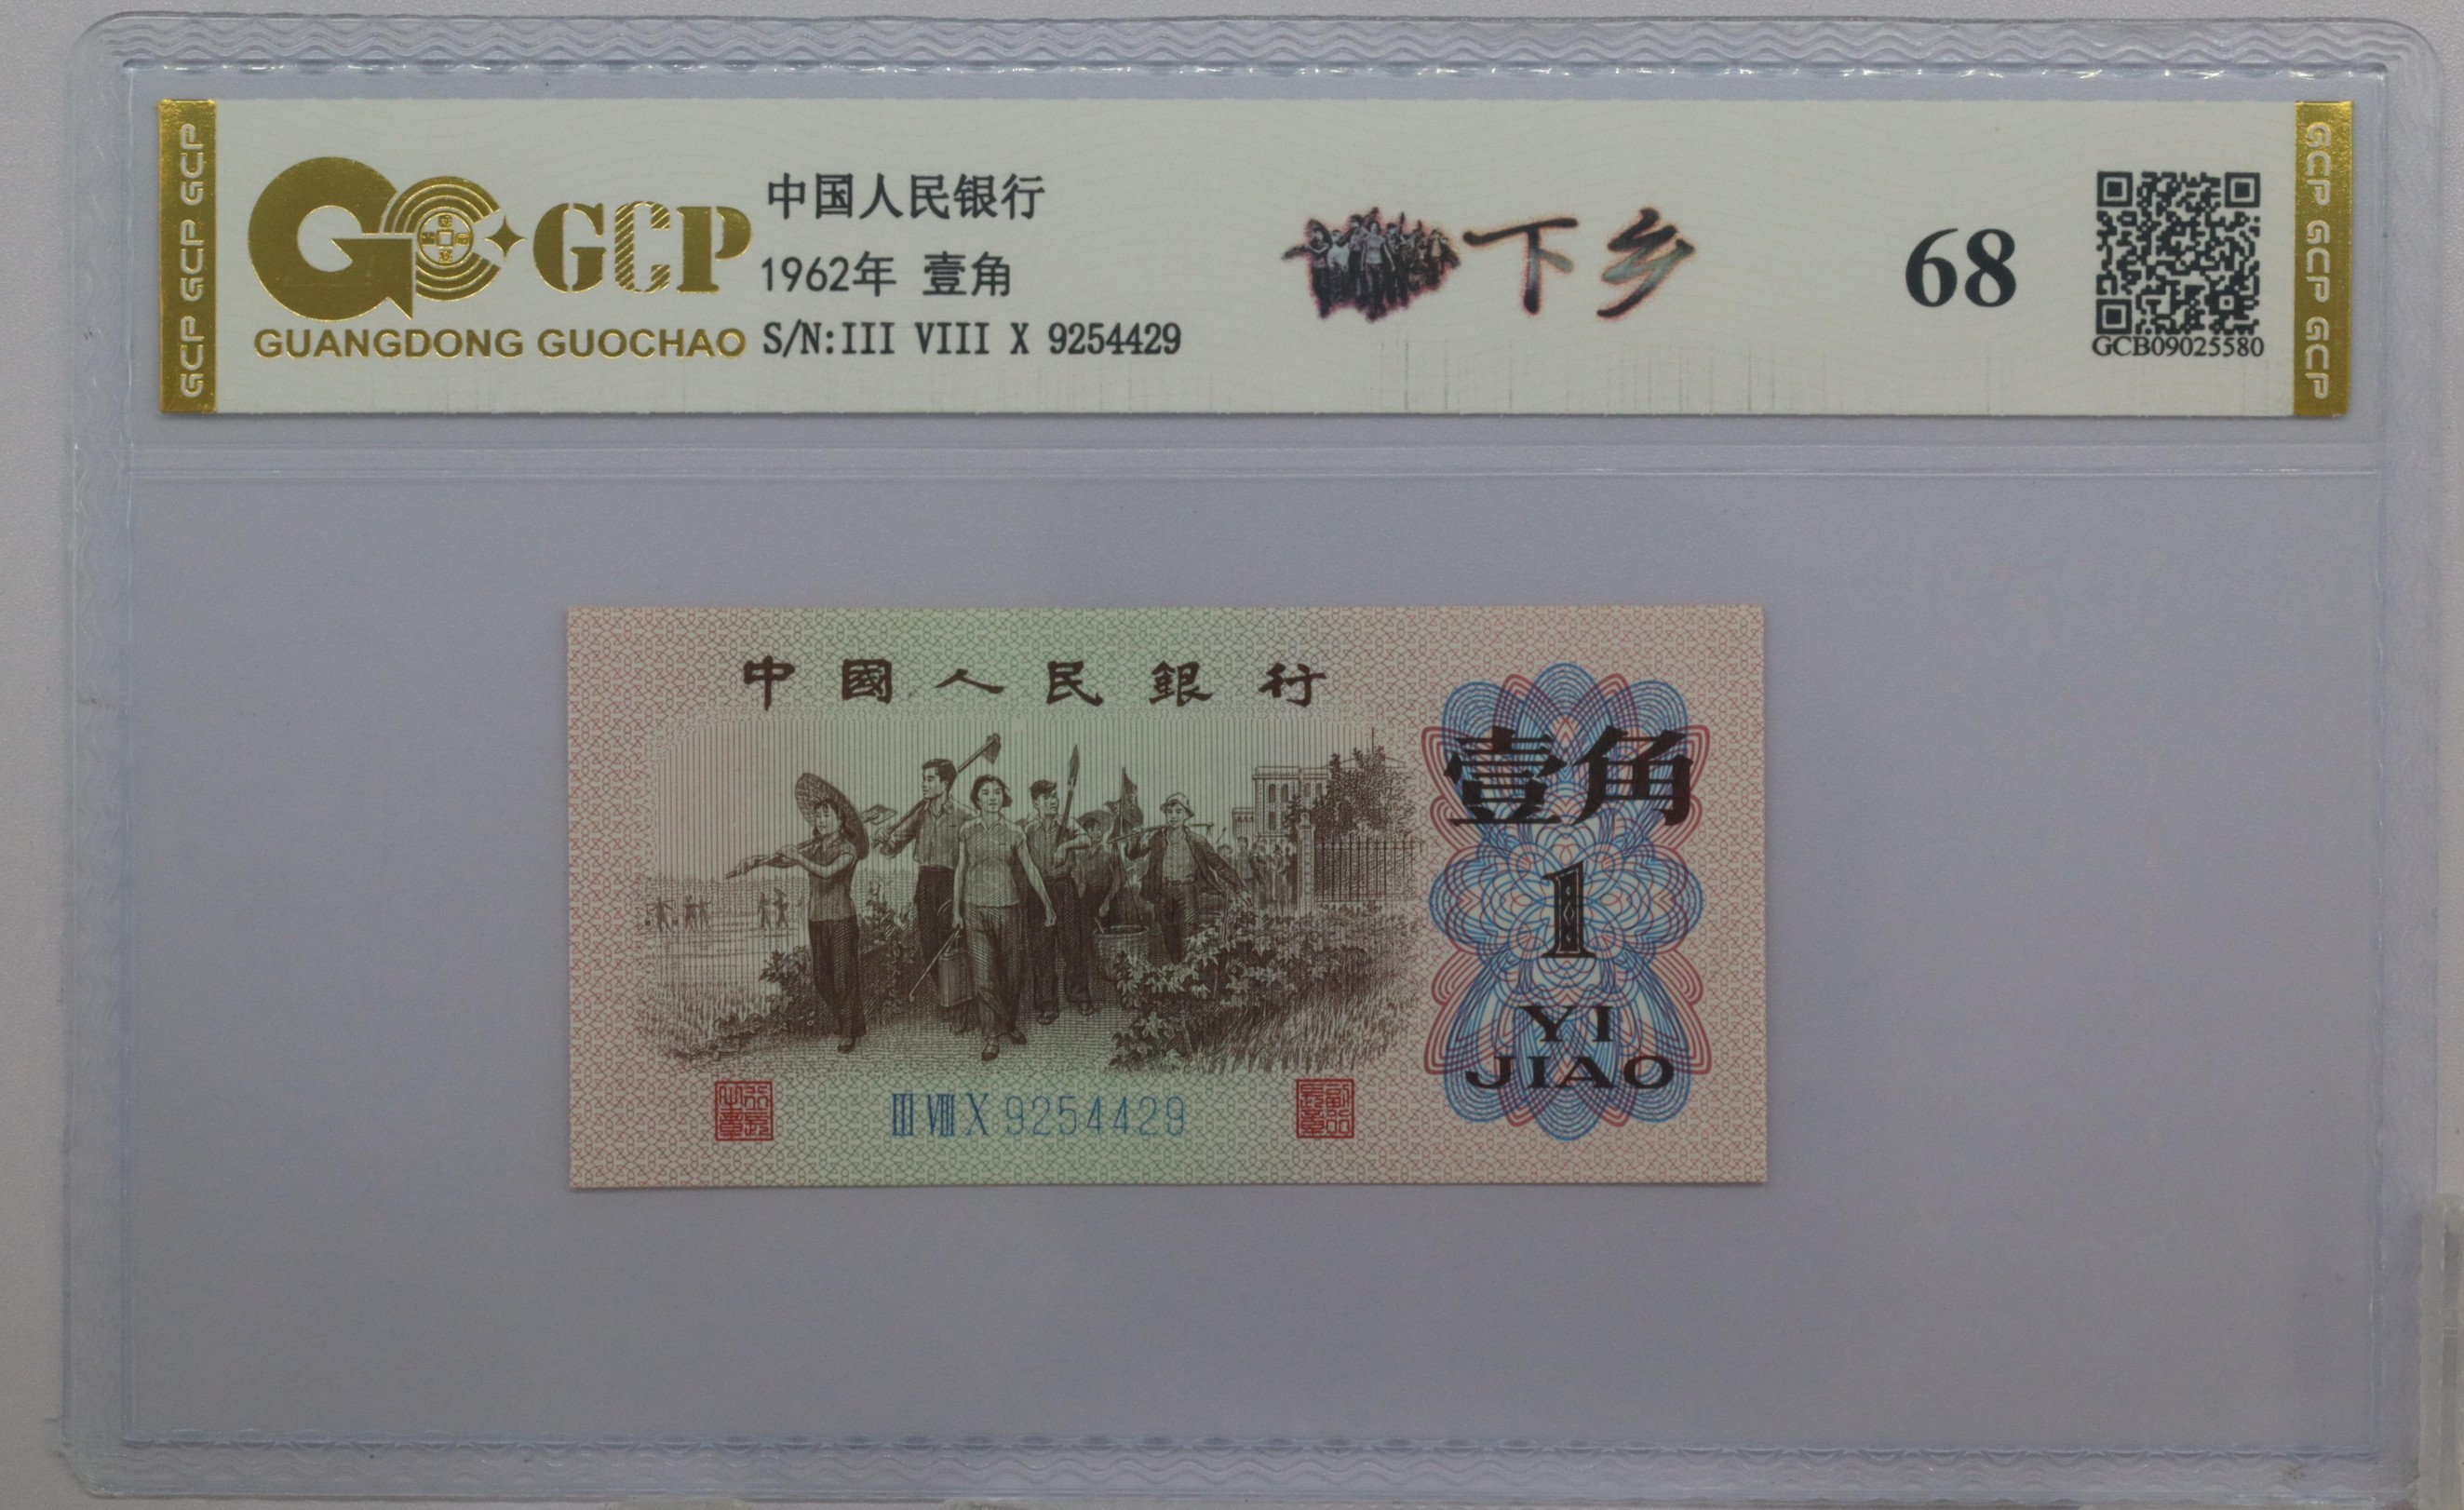 GCP GCP GCP
GCP
GUANGDONG GUOCHAO
中国人民银行
1962年 壹角
S/N:III VIII X 9254429
下乡
68
GCB09025580
GCP GCP GCP
中國人民銀行
壹角
1
YI
JIAO
III VIII X 9254429